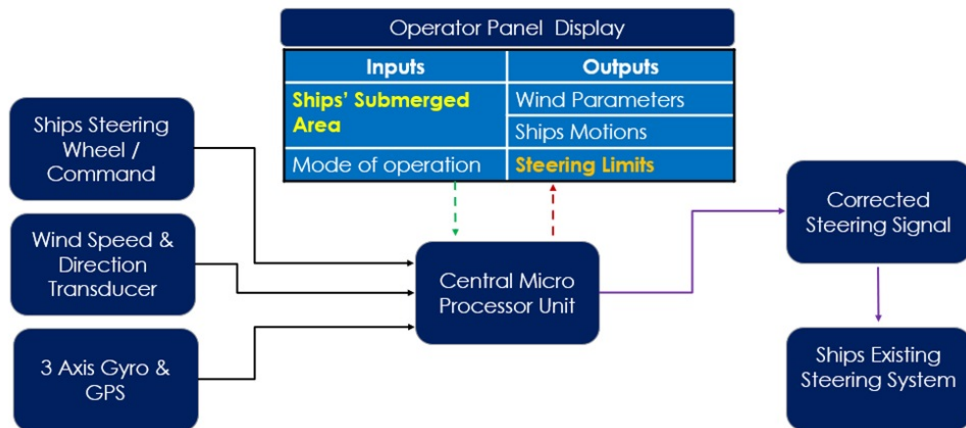 Operator Panel Display
Inputs
Outputs
Ships' Submerged
Area
Wind Parameters
Ships Motions
Mode of operation
Steering Limits
Ships Steering
Wheel /
Command
Wind Speed &
Direction
Transducer
3 Axis Gyro &
GPS
Central Micro
Processor Unit
Corrected
Steering Signal
Ships Existing
Steering System